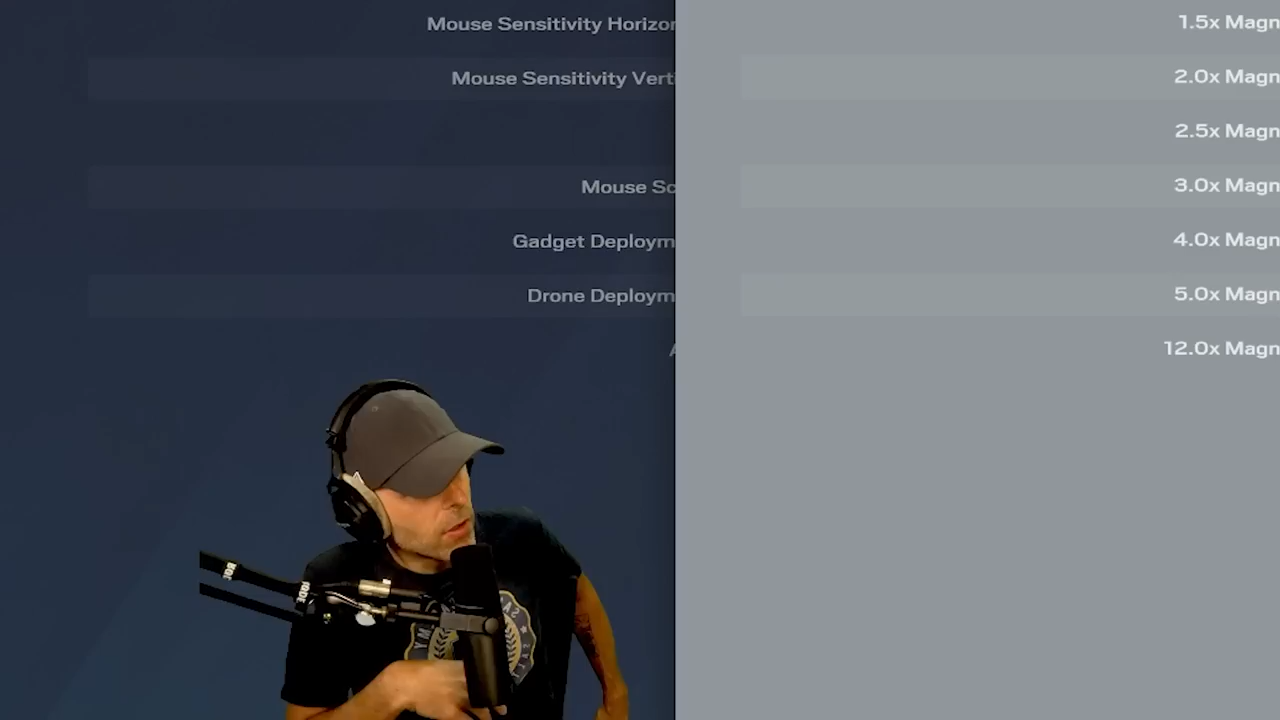 Mouse Sensitivity Horizon
Mouse Sensitivity Verti
Mouse Sc
Gadget Deploym
Drone Deploym
A
1.5x Magn
2.0x Magn
2.5x Magn
3.0x Magn
4.0x Magn
5.0x Magn
12.0x Magn